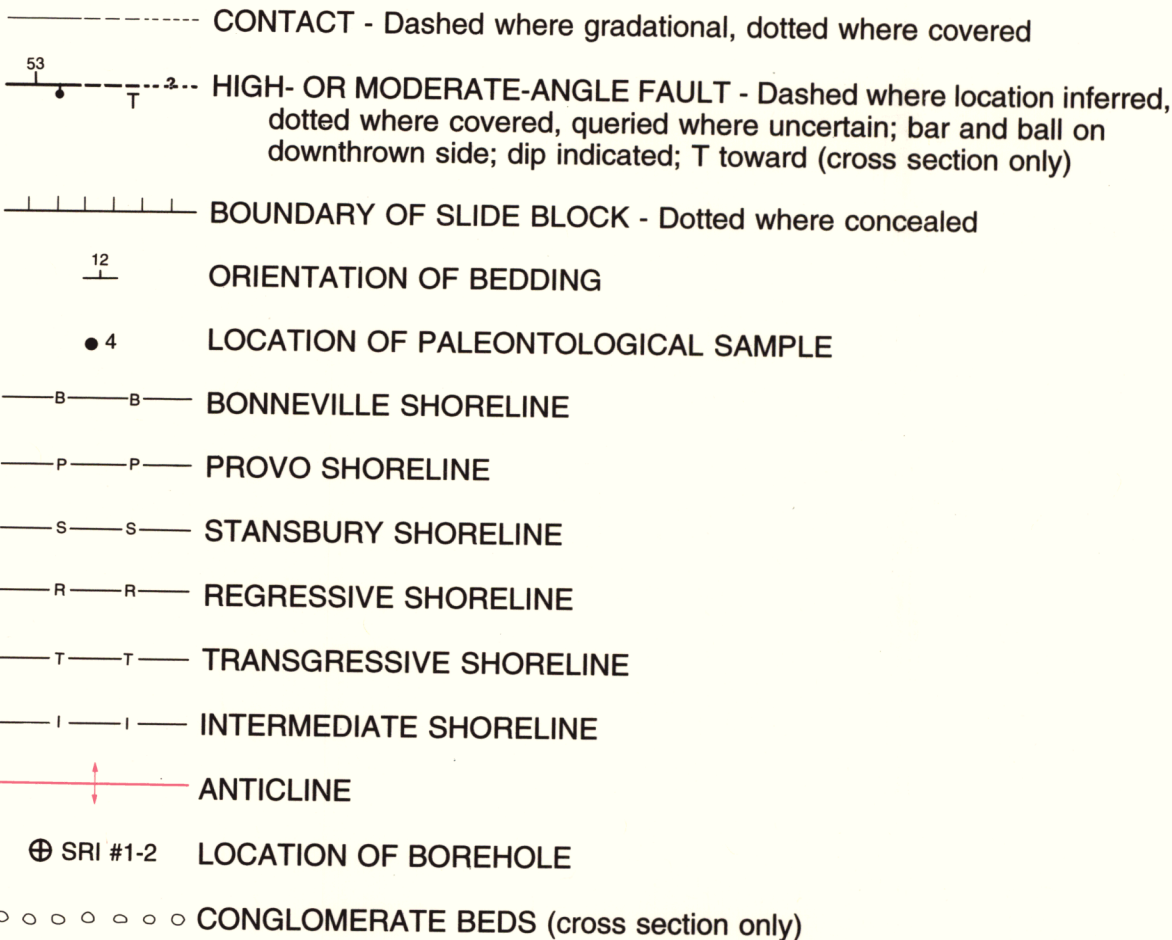 CONTACT - Dashed where gradational, dotted where covered
53
? T HIGH- OR MODERATE-ANGLE FAULT - Dashed where location inferred,
dotted where covered, queried where uncertain; bar and ball on
downthrown side; dip indicated; T toward (cross section only)
BOUNDARY OF SLIDE BLOCK - Dotted where concealed
12
ORIENTATION OF BEDDING
4 LOCATION OF PALEONTOLOGICAL SAMPLE
B B BONNEVILLE SHORELINE
P P PROVO SHORELINE
S S STANSBURY SHORELINE
R R REGRESSIVE SHORELINE
T T TRANSGRESSIVE SHORELINE
I I INTERMEDIATE SHORELINE
ANTICLINE
SRI #1-2 LOCATION OF BOREHOLE
CONGLOMERATE BEDS (cross section only)